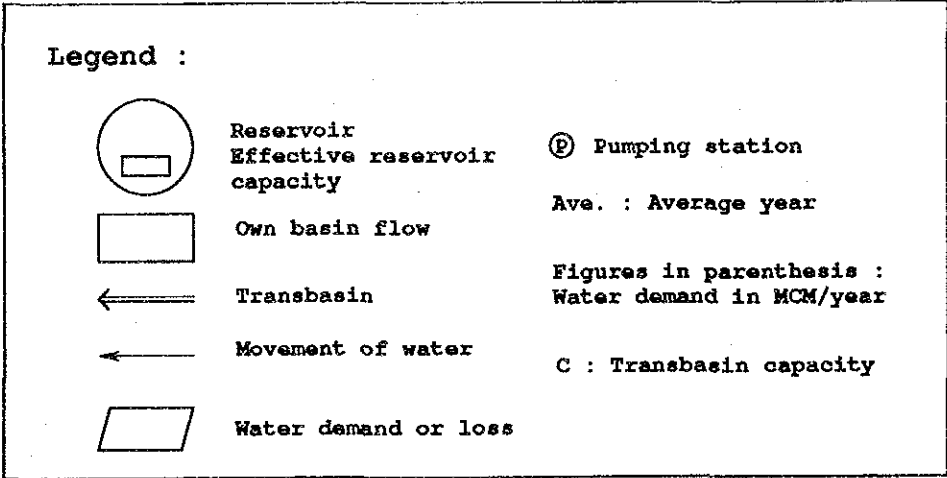 Legend :
Reservoir
Effective reservoir
capacity
Own basin flow
Transbasin
Movement of water
Water demand or loss
Ⓟ Pumping station
Ave. : Average year
Figures in parenthesis :
Water demand in MCM/year
C : Transbasin capacity